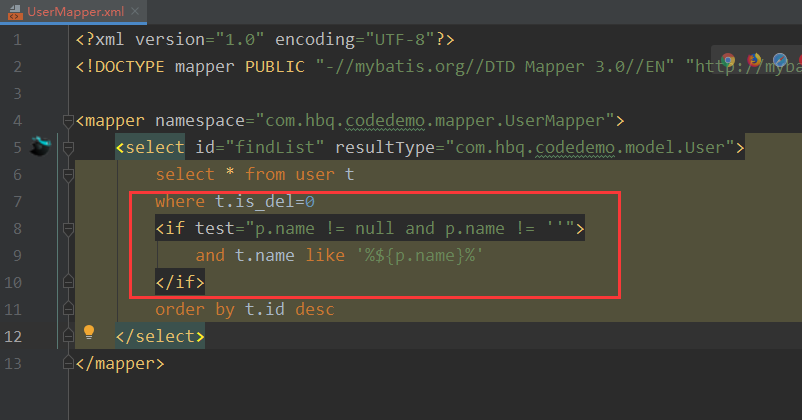 UserMapper.xml
1 <?xml version="1.0" encoding="UTF-8"?>
2 <!DOCTYPE mapper PUBLIC "-//mybatis.org//DTD Mapper 3.0//EN" "http://myba
3
4 <mapper namespace="com.hbq.codedemo.mapper.UserMapper">
5 <select id="findList" resultType="com.hbq.codedemo.model.User">
6 select * from user t
7 where t.is_del=0
8 <if test="p.name != null and p.name != ''">
9 and t.name like '%${p.name}%'
10 </if>
11 order by t.id desc
12 </select>
13 </mapper>